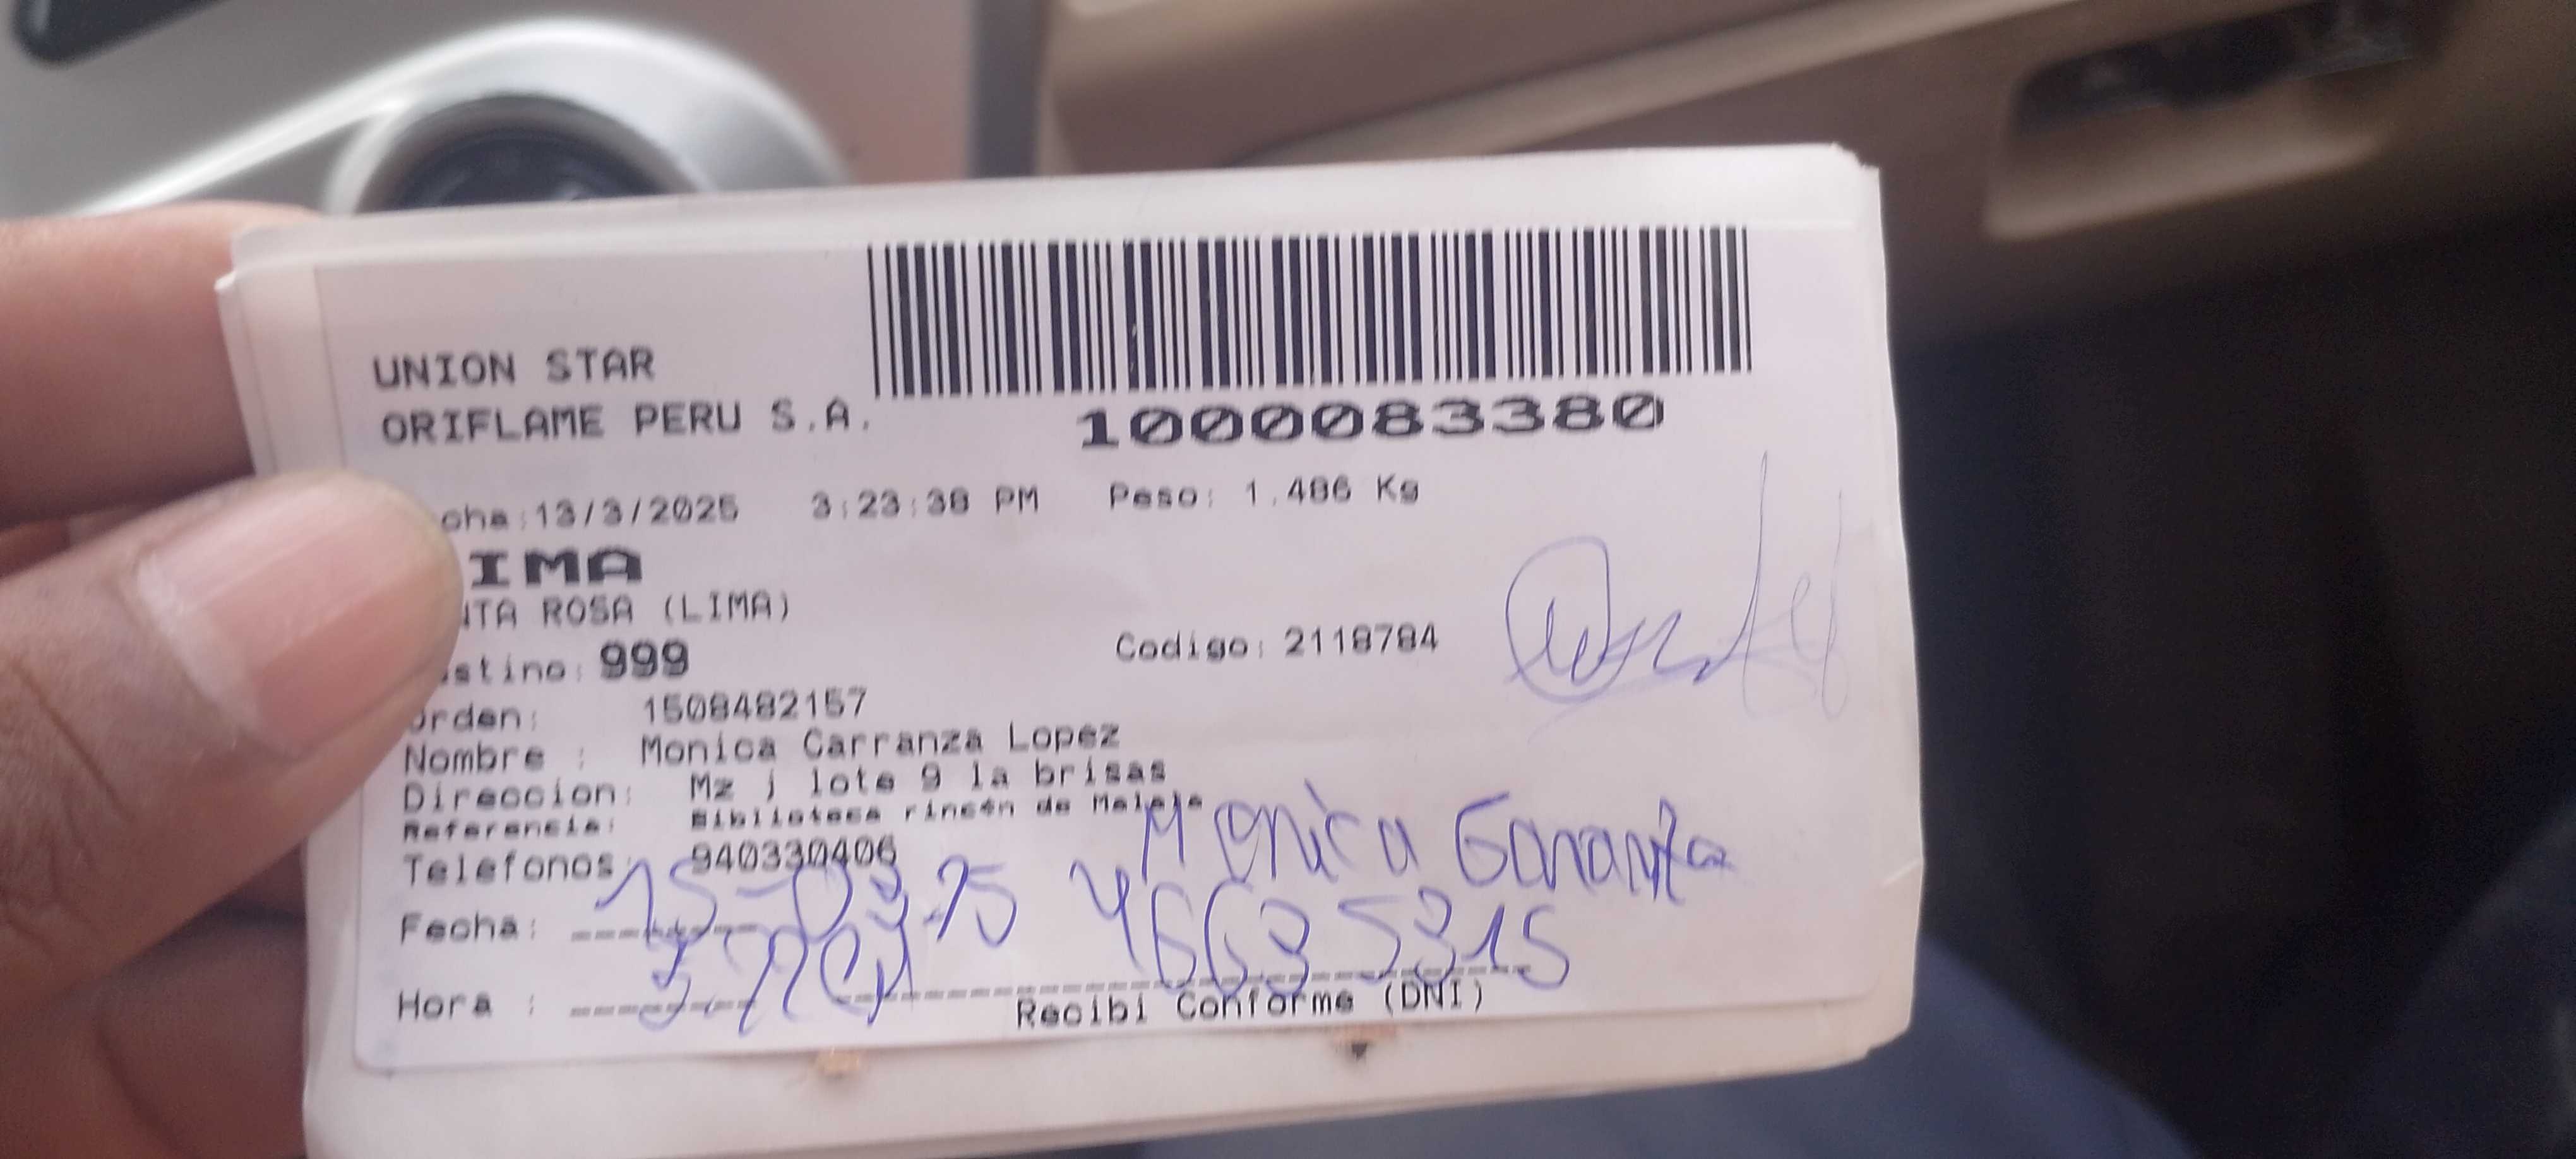 UNION STAR
ORIFLAME PERU S.A.
1000083380
cha:13/3/2025 3:23:38 PM Peso: 1.486 Kg
IMA
NTA ROSA (LIMA)
stino: 999 Codigo: 2118784
orden: 1508482157
Nombre : Monica Carranza Lopez
Direccion: Mz j lote 9 la brisas
Referencia: Biblioteca rincón de
Telefonos: 940330406
Monica Carranza
Fecha: 15-03-25 46635315
Hora :
Recibi Conforme (DNI)